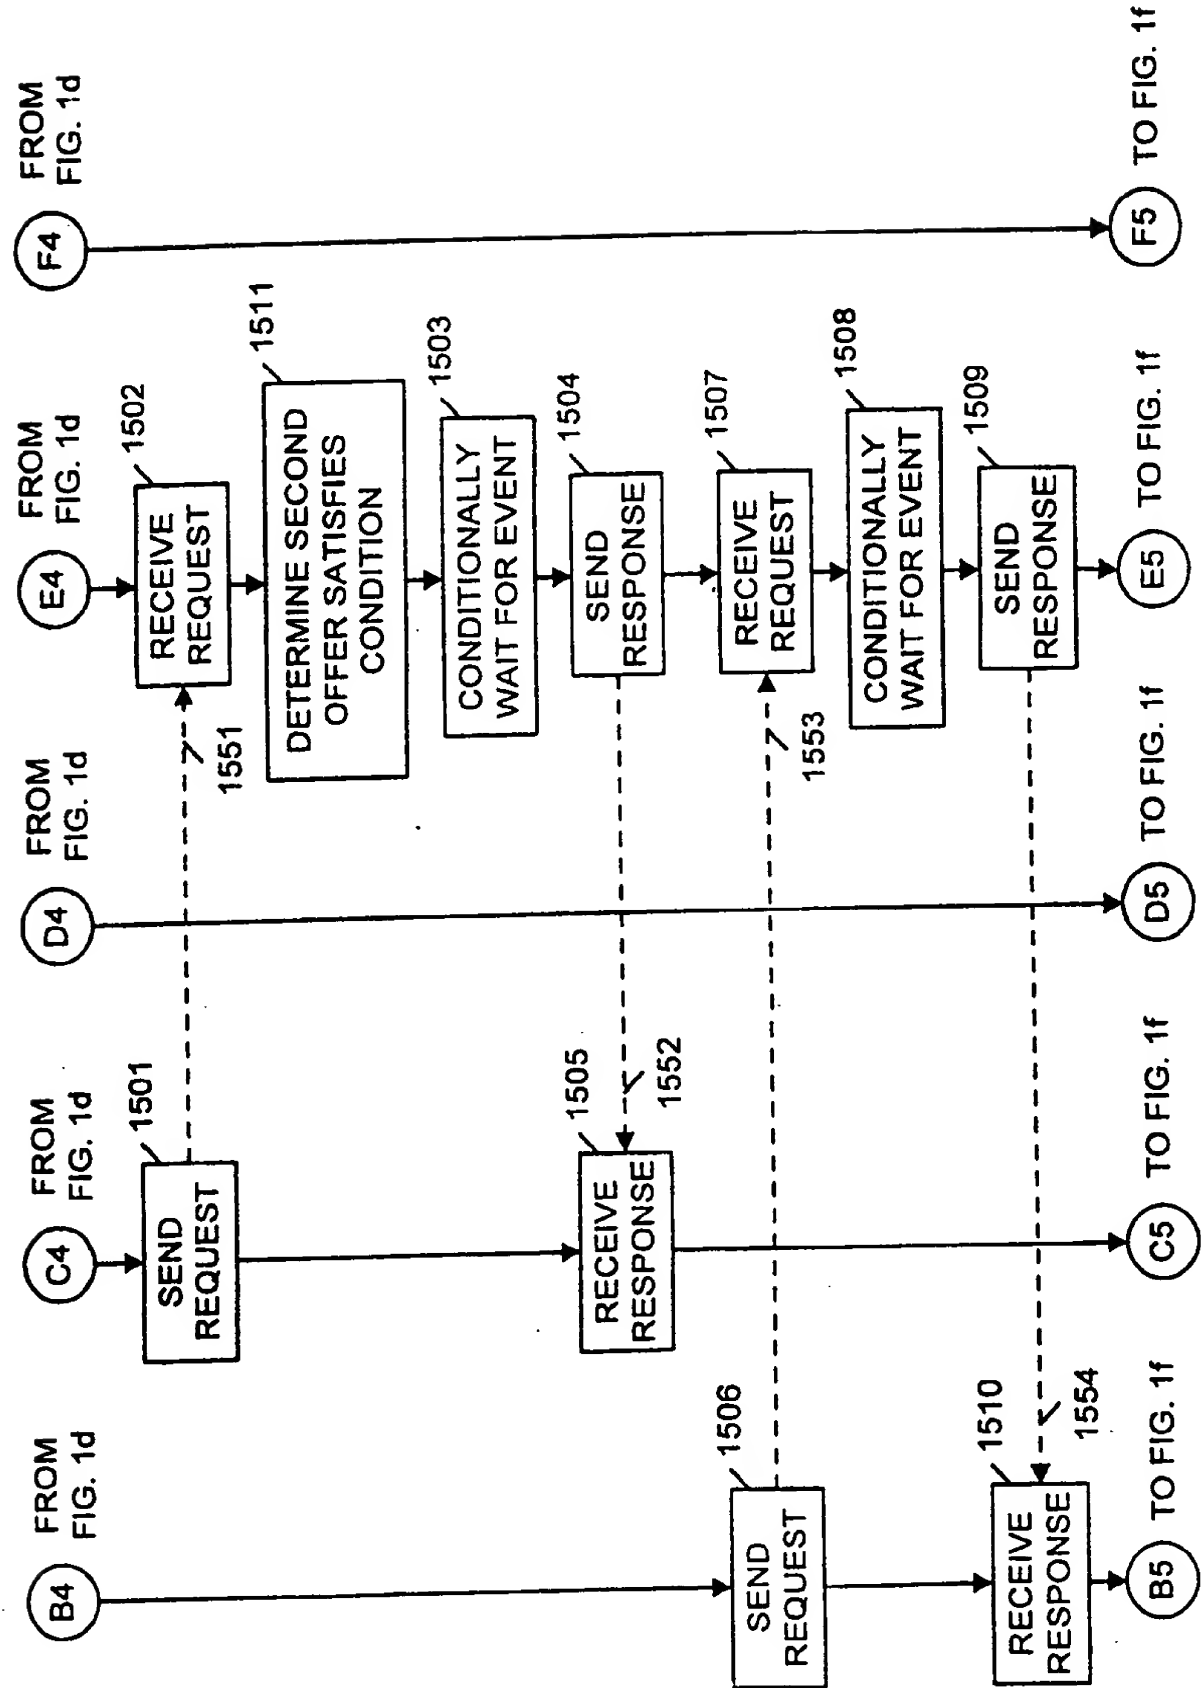 B4
FROM
FIG. 1d
C4
FROM
FIG. 1d
D4
FROM
FIG. 1d
E4
FROM
FIG. 1d
F4
FROM
FIG. 1d
1501
SEND
REQUEST
1551
1502
RECEIVE
REQUEST
1511
DETERMINE SECOND
OFFER SATISFIES
CONDITION
1503
CONDITIONALLY
WAIT FOR EVENT
1504
SEND
RESPONSE
1552
1505
RECEIVE
RESPONSE
1506
SEND
REQUEST
1553
1507
RECEIVE
REQUEST
1508
CONDITIONALLY
WAIT FOR EVENT
1509
SEND
RESPONSE
1554
1510
RECEIVE
RESPONSE
B5
TO FIG. 1f
C5
TO FIG. 1f
D5
TO FIG. 1f
E5
TO FIG. 1f
F5
TO FIG. 1f